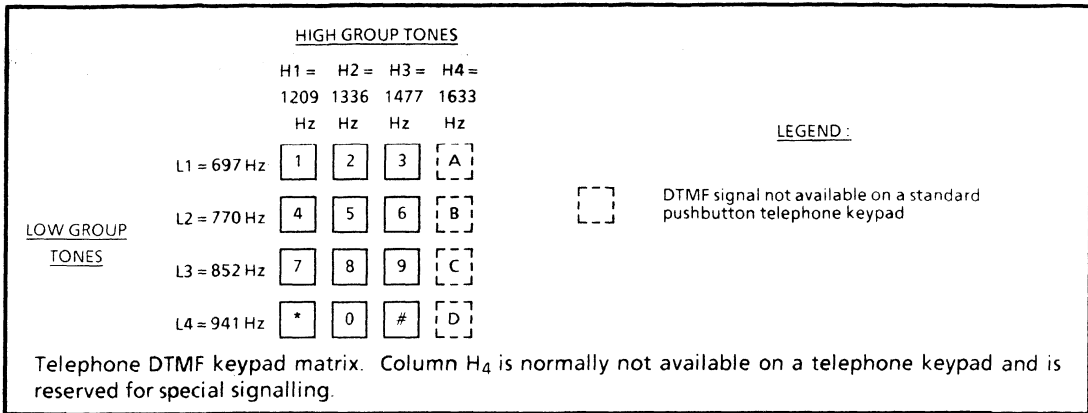 HIGH GROUP TONES
H1 = H2 = H3 = H4 =
1209 1336 1477 1633
Hz Hz Hz Hz
LEGEND :
L1 = 697 Hz 1 2 3 A
DTMF signal not available on a standard
pushbutton telephone keypad
L2 = 770 Hz 4 5 6 B
LOW GROUP
TONES
L3 = 852 Hz 7 8 9 C
L4 = 941 Hz * 0 # D
Telephone DTMF keypad matrix. Column H4 is normally not available on a telephone keypad and is
reserved for special signalling.